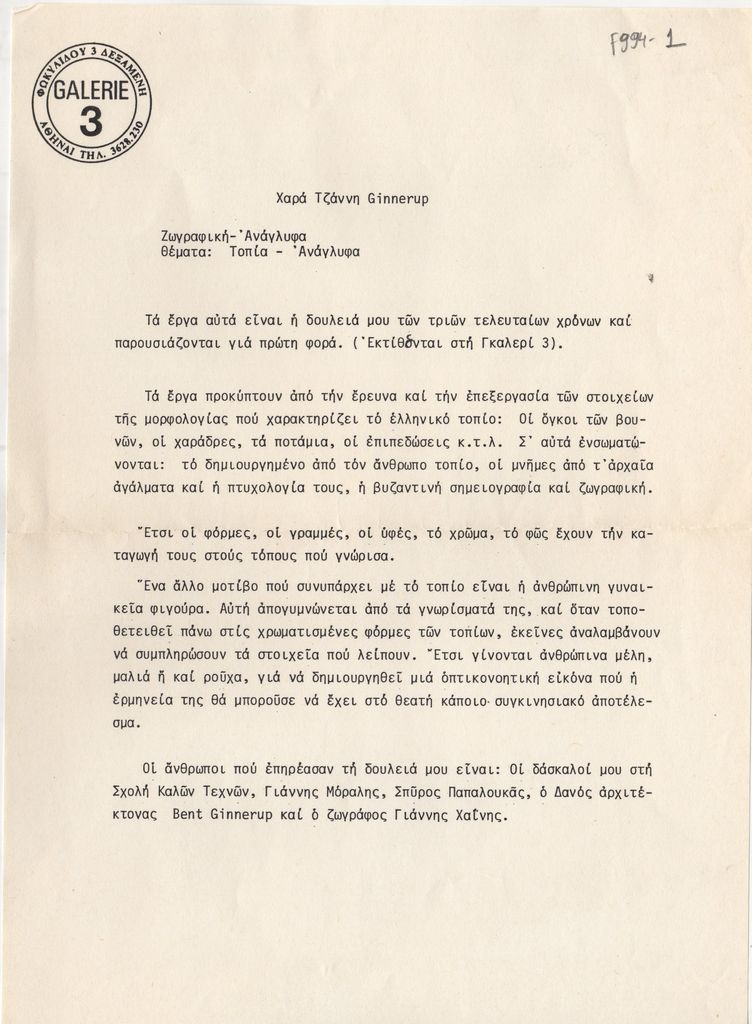 F994-1
ΦΩΚΥΛΙΔΟΥ 3 ΔΕΞΑΜΕΝΗ
GALERIE
3
ΑΘΗΝΑΙ ΤΗΛ. 3628.230
Χαρά Τζάννη Ginnerup
Ζωγραφική-Ἀνάγλυφα
Θέματα: Τοπία - Ἀνάγλυφα
Τά ἔργα αὐτά εἶναι ἡ δουλειά μου τῶν τριῶν τελευταίων χρόνων καί
παρουσιάζονται γιά πρώτη φορά. (Ἐκτίθενται στή Γκαλερί 3).
Τά ἔργα προκύπτουν ἀπό τήν ἔρευνα καί τήν ἐπεξεργασία τῶν στοιχείων
τῆς μορφολογίας πού χαρακτηρίζει τό ἑλληνικό τοπίο: Οἱ ὄγκοι τῶν βου-
νῶν, οἱ χαράδρες, τά ποτάμια, οἱ ἐπιπεδώσεις κ.τ.λ. Σ' αὐτά ἐνσωματώ-
νονται: τό δημιουργημένο ἀπό τόν ἄνθρωπο τοπίο, οἱ μνῆμες ἀπό τ'ἀρχαῖα
ἀγάλματα καί ἡ πτυχολογία τους, ἡ βυζαντινή σημειογραφία καί ζωγραφική.
Ἔτσι οἱ φόρμες, οἱ γραμμές, οἱ ὑφές, τό χρῶμα, τό φῶς ἔχουν τήν κα-
ταγωγή τους στούς τόπους πού γνώρισα.
Ἕνα ἄλλο μοτίβο πού συνυπάρχει μέ τό τοπίο εἶναι ἡ ἀνθρώπινη γυναι-
κεία φιγούρα. Αὐτή ἀπογυμνώνεται ἀπό τά γνωρίσματά της, καί ὅταν τοπο-
θετειθεῖ πάνω στίς χρωματισμένες φόρμες τῶν τοπίων, ἐκεῖνες ἀναλαμβάνουν
νά συμπληρώσουν τά στοιχεῖα πού λείπουν. Ἔτσι γίνονται ἀνθρώπινα μέλη,
μαλιά ἤ καί ροῦχα, γιά νά δημιουργηθεῖ μιά ὀπτικονοητική εἰκόνα πού ἡ
ἑρμηνεία της θά μποροῦσε νά ἔχει στό θεατή κάποιο συγκινησιακό ἀποτέλε-
σμα.
Οἱ ἄνθρωποι πού ἐπηρέασαν τή δουλειά μου εἶναι: Οἱ δάσκαλοί μου στή
Σχολή Καλῶν Τεχνῶν, Γιάννης Μόραλης, Σπῦρος Παπαλουκᾶς, ὁ Δανός ἀρχιτέ-
κτονας Bent Ginnerup καί ὁ ζωγράφος Γιάννης Χαΐνης.